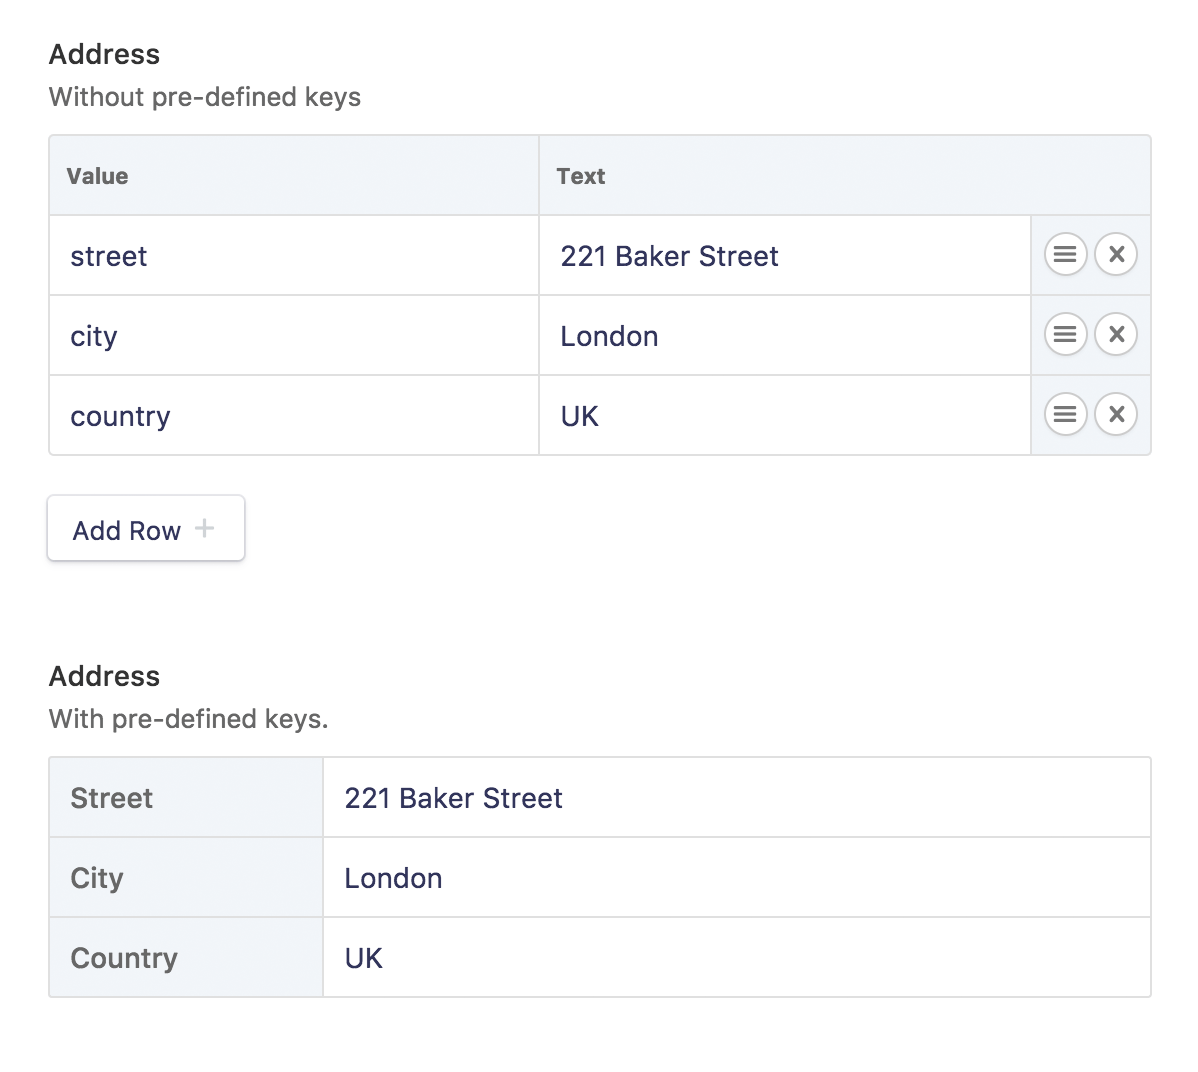 Address
Without pre-defined keys
Value Text
street 221 Baker Street
city London
country UK
Add Row +
Address
With pre-defined keys.
Street 221 Baker Street
City London
Country UK